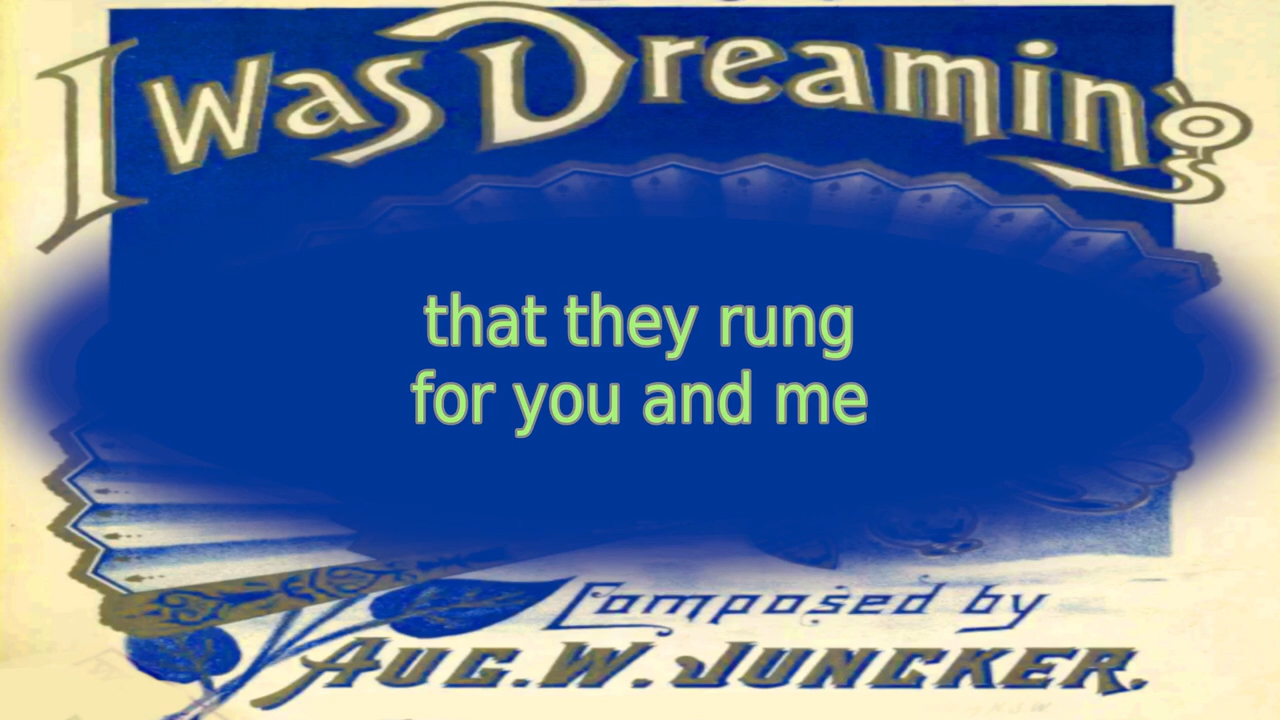 I was Dreaming
that they rung
for you and me
Composed by
AUG. W. JUNCKER.